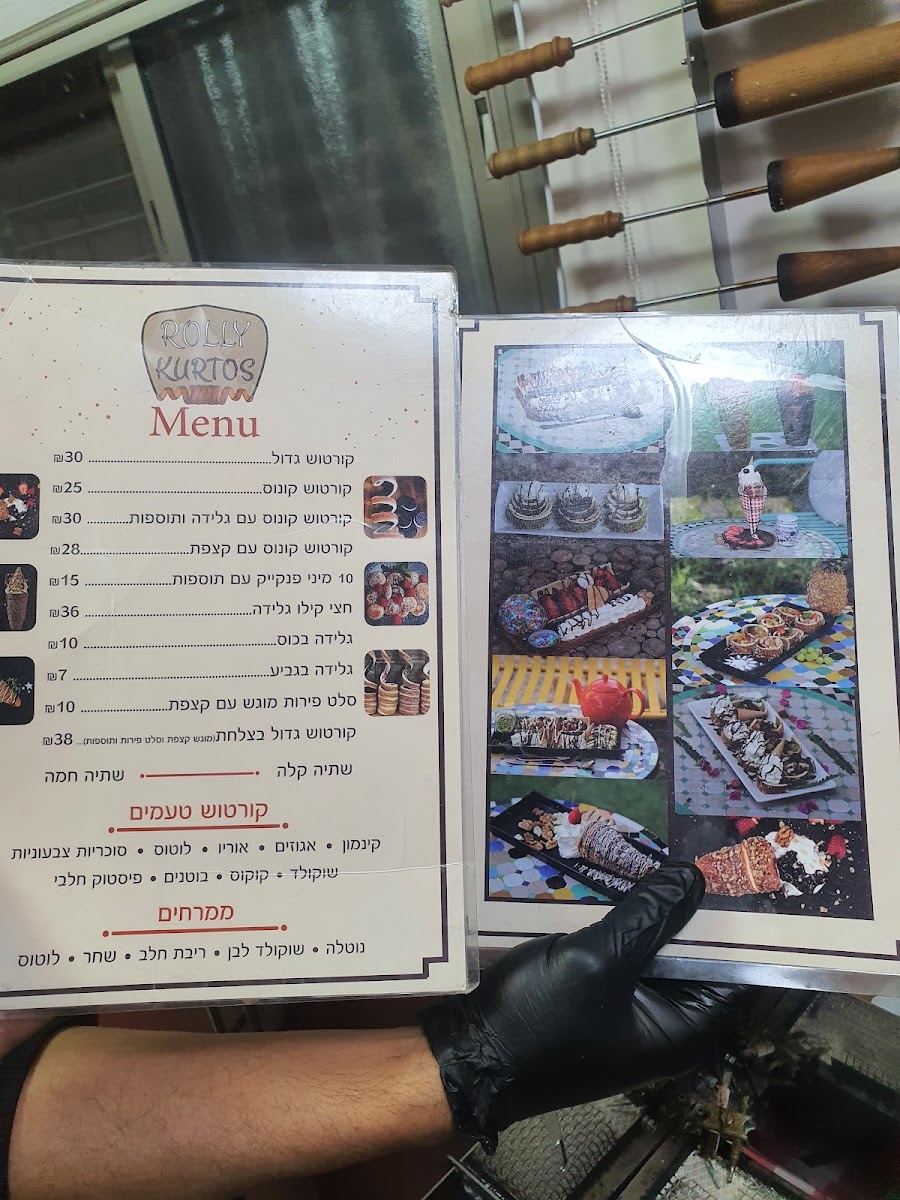 ROLLY
KURTOS
Menu
קורטוש גדול........................................₪30
קורטוש קונוס.......................................₪25
קורטוש קונוס עם גלידה ותוספות..........₪30
קורטוש קונוס עם קצפת........................₪28
10 מיני פנקייק עם תוספות....................₪15
חצי קילו גלידה....................................₪36
גלידה בכוס.........................................₪10
גלידה בגביע........................................₪7
סלט פירות מוגש עם קצפת....................₪10
קורטוש גדול בצלחת(מוגש קצפת וסלט פירות ותוספות)....₪38
שתיה קלה שתיה חמה
קורטוש טעמים
קינמון • אגוזים • אוריו • לוטוס • סוכריות צבעוניות
שוקולד • קוקוס • בוטנים • פיסטוק חלבי
ממרחים
נוטלה • שוקולד לבן • ריבת חלב • שחר • לוטוס